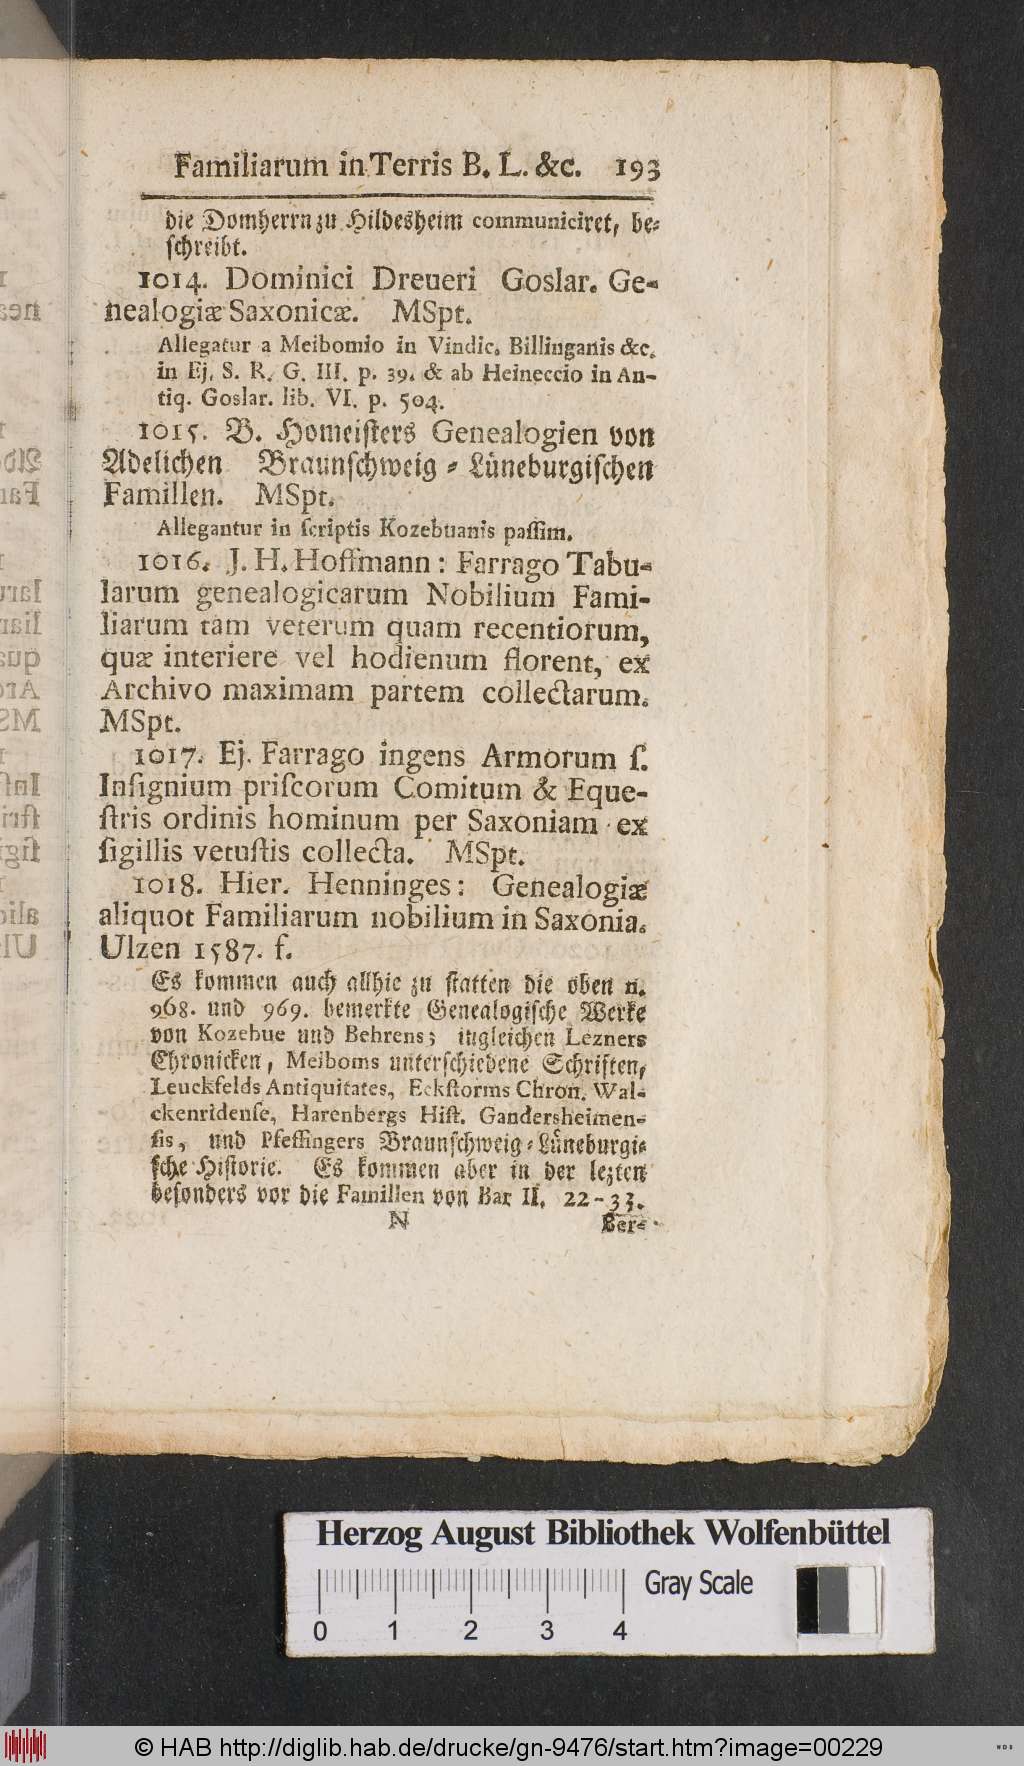 Familiarum in Terris B. L. &c. 193
die Domherrn zu Hildesheim communiciret, be-
schreibt.
1014. Dominici Dreueri Goslar. Ge-
nealogiæ Saxonicæ. MSpt.
Allegatur a Meibomio in Vindic. Billinganis &c.
in Ej. S. R. G. III. p. 39. & ab Heineccio in An-
tiq. Goslar. lib. VI. p. 504.
1015. B. Homeisters Genealogien von
Adelichen Braunschweig-Lüneburgischen
Famillen. MSpt.
Allegantur in scriptis Kozebuanis passim.
1016. J. H. Hoffmann: Farrago Tabu-
larum genealogicarum Nobilium Fami-
liarum tam veterum quam recentiorum,
quæ interiere vel hodienum florent, ex
Archivo maximam partem collectarum.
MSpt.
1017. Ej. Farrago ingens Armorum ſ.
Inſignium priſcorum Comitum & Eque-
ſtris ordinis hominum per Saxoniam ex
ſigillis vetuſtis collecta. MSpt.
1018. Hier. Henninges: Genealogiæ
aliquot Familiarum nobilium in Saxonia.
Ulzen 1587. f.
Es kommen auch allhie zu statten die oben n.
968. und 969. bemerkte Genealogische Werke
von Kozebue und Behrens; ingleichen Lezners
Chronicken, Meiboms unterschiedene Schriften,
Leuckfelds Antiquitates, Eckſtorms Chron. Wal-
ckenridenſe, Harenbergs Hiſt. Gandersheimen-
ſis, und Pfeffingers Braunschweig-Lüneburgi-
sche Historie. Es kommen aber in der lezten
besonders vor die Famillen von Bar II. 22-33.
N Ber-
Herzog August Bibliothek Wolfenbüttel
Gray Scale
0 1 2 3 4
© HAB http://diglib.hab.de/drucke/gn-9476/start.htm?image=00229